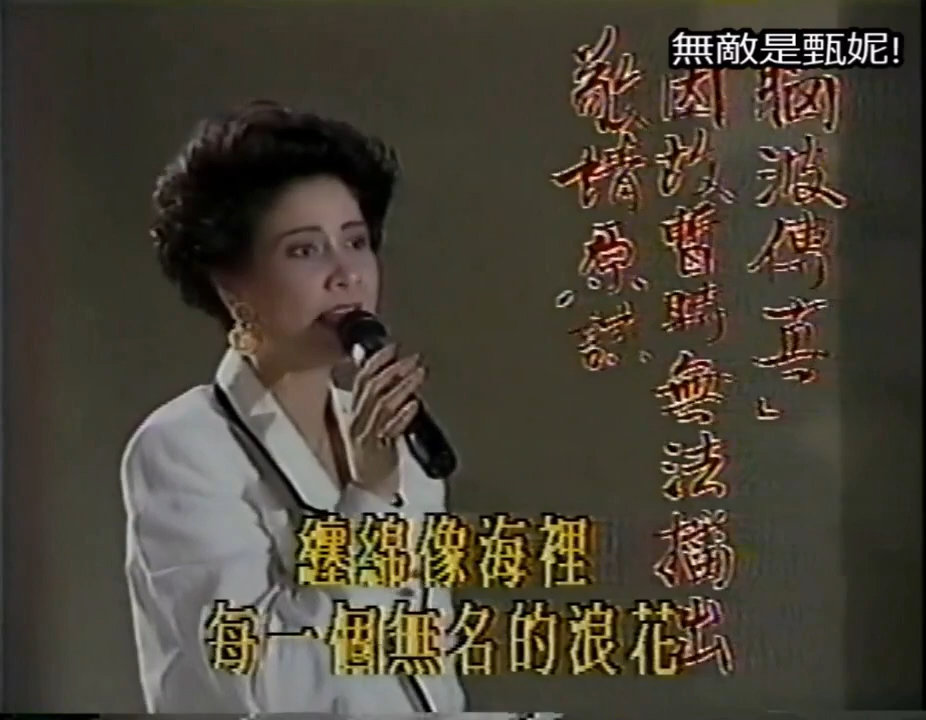 無敵是甄妮!
腦波傳真」
因故暫時無法播出
敬請原諒.
纏綿像海裡
每一個無名的浪花